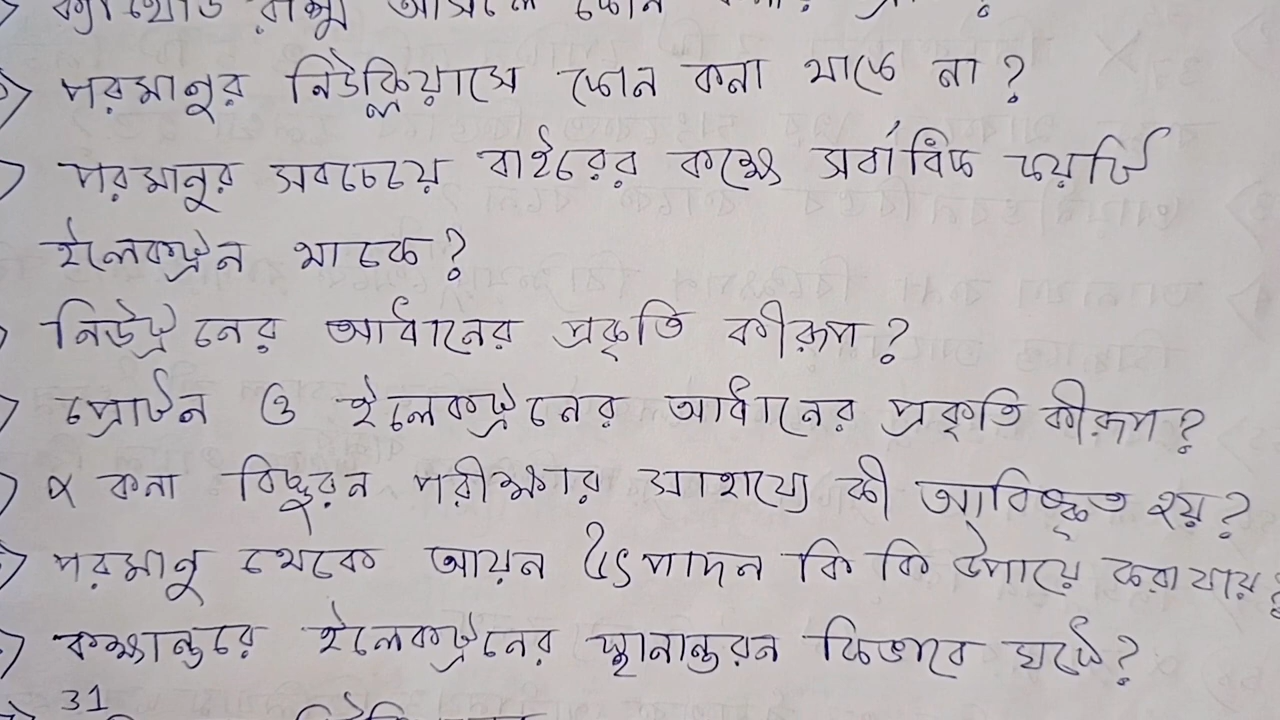 ক্যাথোড রশ্মি আসলে কোন
পরমানুর নিউক্লিয়াসে কোন কনা থাকে না?
পরমানুর সবচেয়ে বাইরের কক্ষে সর্বাধিক কয়টি
ইলেকট্রন থাকে?
নিউট্রনের আধানের প্রকৃতি কীরূপ?
প্রোটন ও ইলেকট্রনের আধানের প্রকৃতি কীরূপ?
α কনা বিচ্ছুরন পরীক্ষার সাহায্যে কী আবিষ্কৃত হয়?
পরমানু থেকে আয়ন উৎপাদন কি কি উপায়ে করা যায়?
কক্ষান্তরে ইলেকট্রনের স্থানান্তরন কিভাবে ঘটে?
31